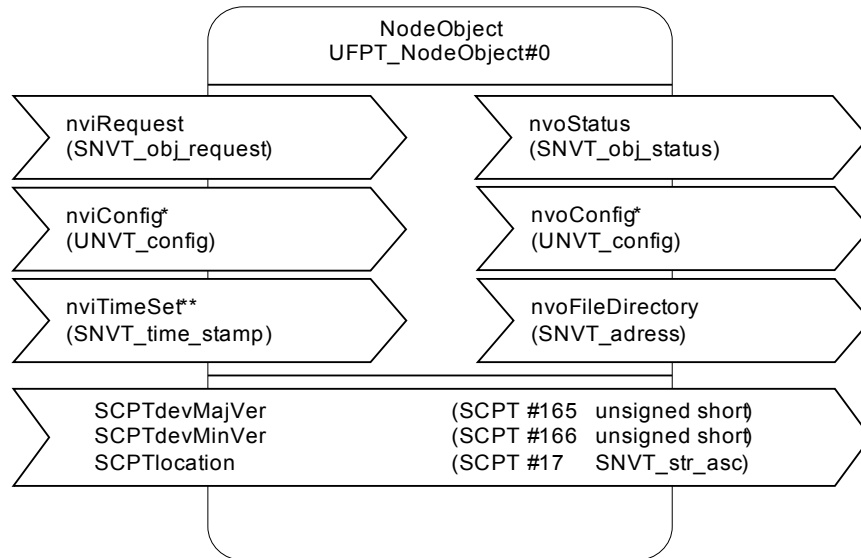 NodeObject
UFPT_NodeObject#0
nviRequest
(SNVT_obj_request)
nvoStatus
(SNVT_obj_status)
nviConfig*
(UNVT_config)
nvoConfig*
(UNVT_config)
nviTimeSet**
(SNVT_time_stamp)
nvoFileDirectory
(SNVT_adress)
SCPTdevMajVer (SCPT #165 unsigned short)
SCPTdevMinVer (SCPT #166 unsigned short)
SCPTlocation (SCPT #17 SNVT_str_asc)